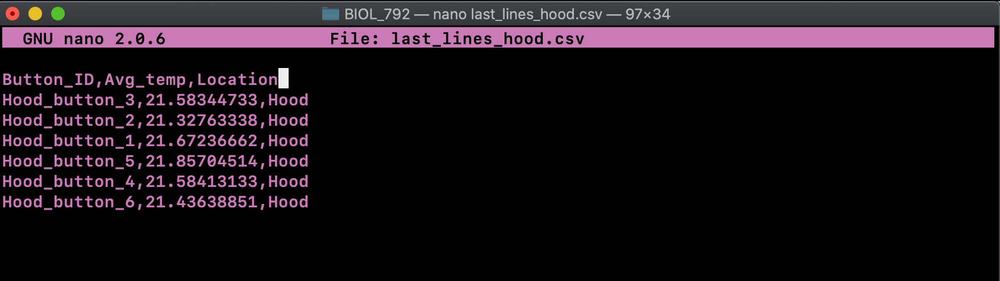 BIOL_792 — nano last_lines_hood.csv — 97×34
GNU nano 2.0.6 File: last_lines_hood.csv
Button_ID,Avg_temp,Location
Hood_button_3,21.58344733,Hood
Hood_button_2,21.32763338,Hood
Hood_button_1,21.67236662,Hood
Hood_button_5,21.85704514,Hood
Hood_button_4,21.58413133,Hood
Hood_button_6,21.43638851,Hood